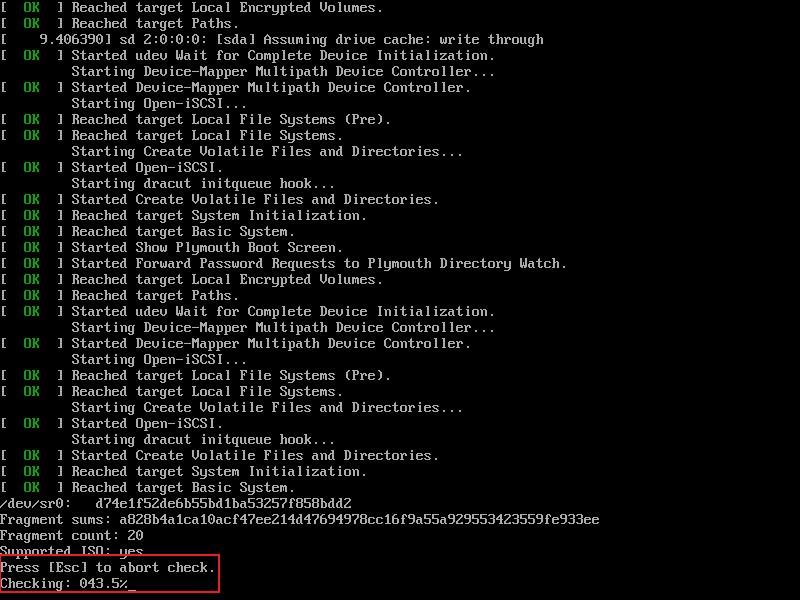 [  OK  ] Reached target Local Encrypted Volumes.
[  OK  ] Reached target Paths.
[    9.406390] sd 2:0:0:0: [sda] Assuming drive cache: write through
[  OK  ] Started udev Wait for Complete Device Initialization.
         Starting Device-Mapper Multipath Device Controller...
[  OK  ] Started Device-Mapper Multipath Device Controller.
         Starting Open-iSCSI...
[  OK  ] Reached target Local File Systems (Pre).
[  OK  ] Reached target Local File Systems.
         Starting Create Volatile Files and Directories...
[  OK  ] Started Open-iSCSI.
         Starting dracut initqueue hook...
[  OK  ] Started Create Volatile Files and Directories.
[  OK  ] Reached target System Initialization.
[  OK  ] Reached target Basic System.
[  OK  ] Started Show Plymouth Boot Screen.
[  OK  ] Started Forward Password Requests to Plymouth Directory Watch.
[  OK  ] Reached target Local Encrypted Volumes.
[  OK  ] Reached target Paths.
[  OK  ] Started udev Wait for Complete Device Initialization.
         Starting Device-Mapper Multipath Device Controller...
[  OK  ] Started Device-Mapper Multipath Device Controller.
         Starting Open-iSCSI...
[  OK  ] Reached target Local File Systems (Pre).
[  OK  ] Reached target Local File Systems.
         Starting Create Volatile Files and Directories...
[  OK  ] Started Open-iSCSI.
         Starting dracut initqueue hook...
[  OK  ] Started Create Volatile Files and Directories.
[  OK  ] Reached target System Initialization.
[  OK  ] Reached target Basic System.
/dev/sr0:   d74e1f52de6b55bd1ba53257f858bdd2
Fragment sums: a828b4a1ca10acf47ee214d47694978cc16f9a55a929553423559fe933ee
Fragment count: 20
Supported ISO: yes
Press [Esc] to abort check.
Checking: 043.5%_